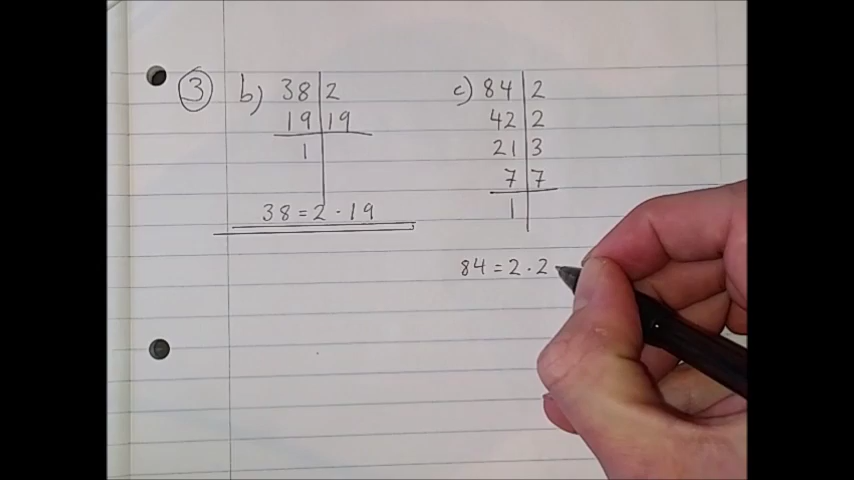 3 b) 38 | 2
19 | 19
1
38 = 2 · 19
c) 84 | 2
42 | 2
21 | 3
7 | 7
1
84 = 2 · 2